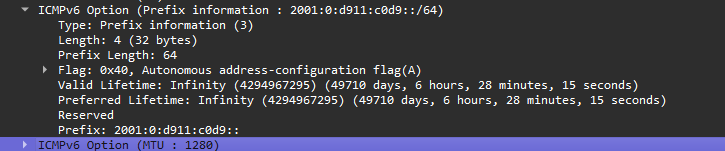 ICMPv6 Option (Prefix information : 2001:0:d911:c0d9::/64)
Type: Prefix information (3)
Length: 4 (32 bytes)
Prefix Length: 64
Flag: 0x40, Autonomous address-configuration flag(A)
Valid Lifetime: Infinity (4294967295) (49710 days, 6 hours, 28 minutes, 15 seconds)
Preferred Lifetime: Infinity (4294967295) (49710 days, 6 hours, 28 minutes, 15 seconds)
Reserved
Prefix: 2001:0:d911:c0d9::
ICMPv6 Option (MTU : 1280)